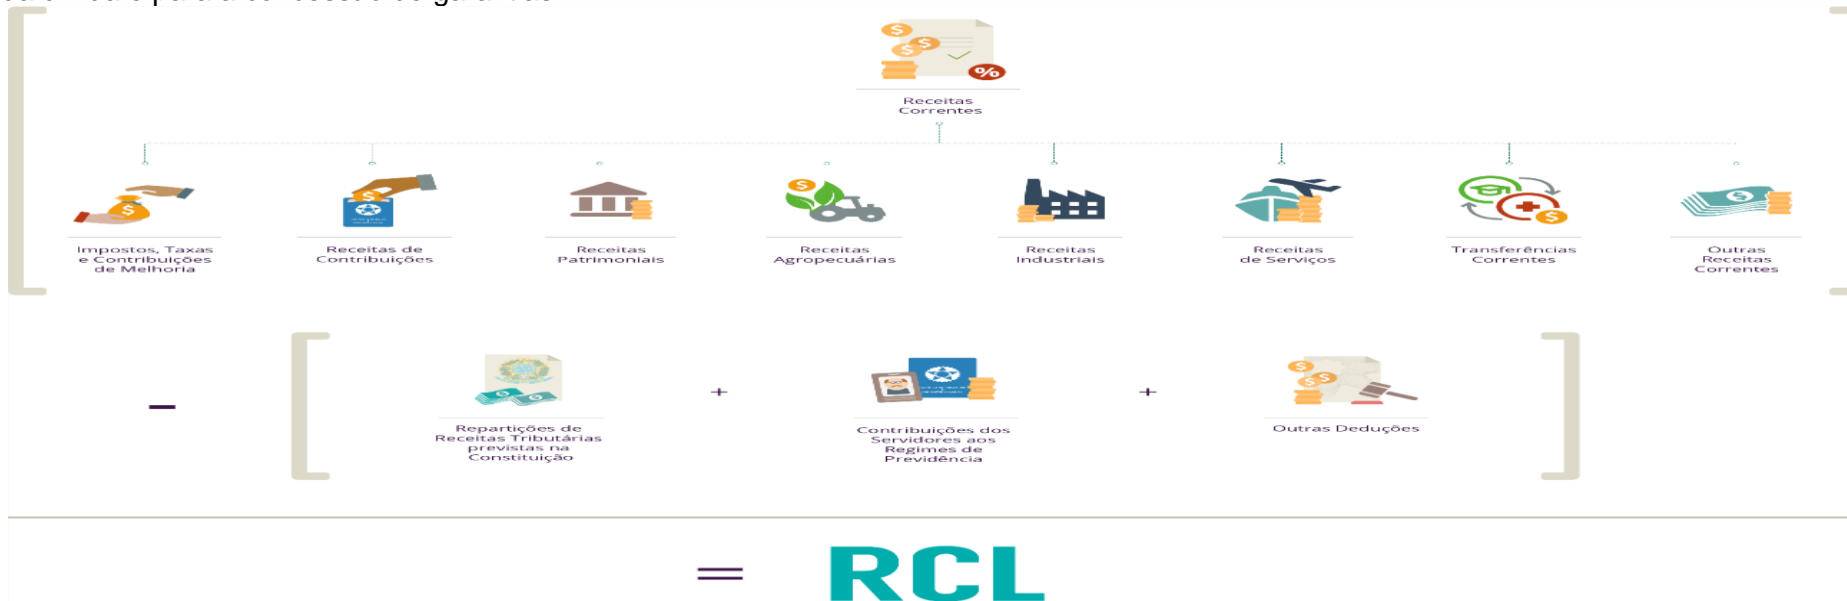 Receitas
Correntes
Impostos, Taxas
e Contribuições
de Melhoria
Receitas de
Contribuições
Receitas
Patrimoniais
Receitas
Agropecuárias
Receitas
Industriais
Receitas
de Serviços
Transferências
Correntes
Outras
Receitas
Correntes
–
Repartições de
Receitas Tributárias
previstas na
Constituição
+
Contribuições dos
Servidores aos
Regimes de
Previdência
+
Outras Deduções
= RCL